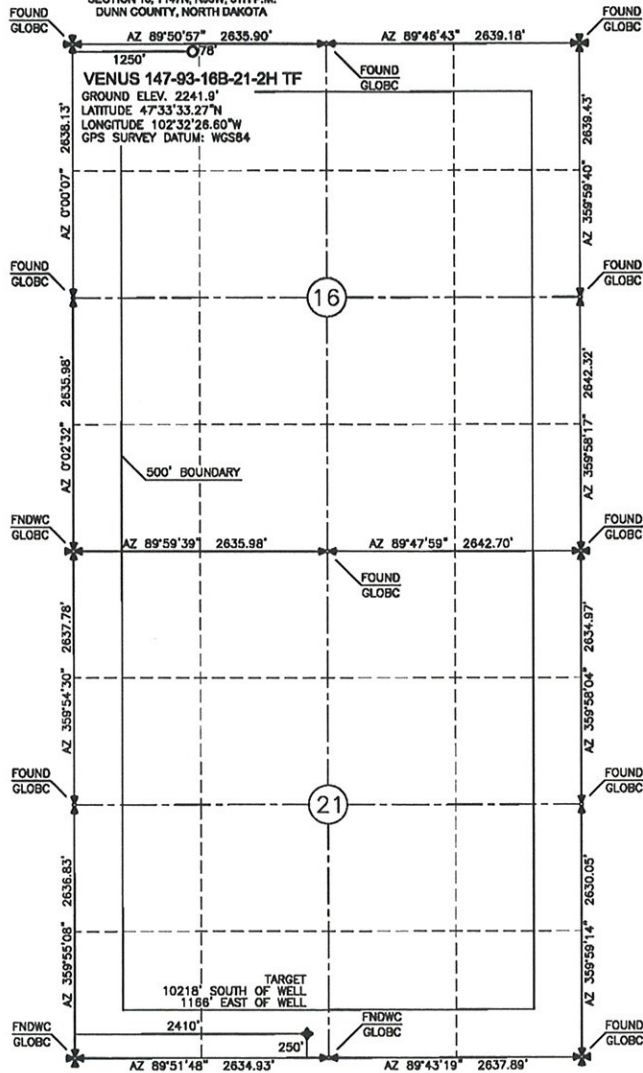 DUNN COUNTY, NORTH DAKOTA
FOUND
GLOBC
FOUND
GLOBC
AZ 89°50'57" 2635.90'
AZ 89°46'43" 2639.18'
1250'
78'
FOUND
GLOBC
VENUS 147-93-16B-21-2H TF
GROUND ELEV. 2241.9'
LATITUDE 47°33'33.27"N
LONGITUDE 102°32'26.60"W
GPS SURVEY DATUM: WGS84
AZ 0°00'07" 2638.13'
AZ 359°59'40" 2639.43'
FOUND
GLOBC
FOUND
GLOBC
16
AZ 0°02'32" 2635.98'
AZ 359°58'17" 2642.32'
500' BOUNDARY
FNDWC
GLOBC
FOUND
GLOBC
AZ 89°59'39" 2635.98'
AZ 89°47'59" 2642.70'
FOUND
GLOBC
AZ 359°54'30" 2637.78'
AZ 359°58'04" 2634.97'
FOUND
GLOBC
FOUND
GLOBC
21
AZ 359°55'08" 2636.83'
AZ 359°59'14" 2630.05'
TARGET
10218' SOUTH OF WELL
1166' EAST OF WELL
FNDWC
GLOBC
2410'
250'
FNDWC
GLOBC
FOUND
GLOBC
AZ 89°51'48" 2634.93'
AZ 89°43'19" 2637.89'